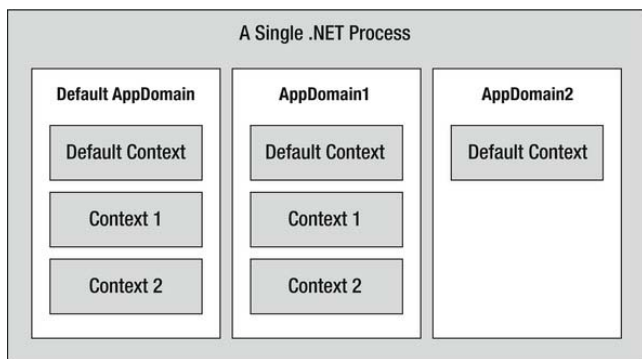 A Single .NET Process
Default AppDomain
Default Context
Context 1
Context 2
AppDomain1
Default Context
Context 1
Context 2
AppDomain2
Default Context